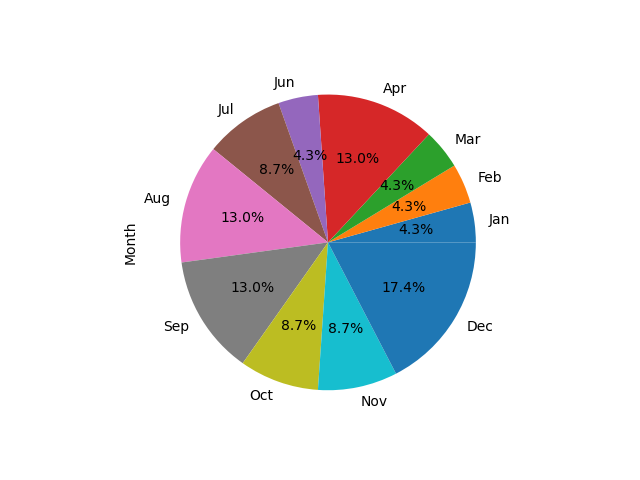 Jun
Apr
Jul
Mar
4.3%
13.0%
8.7%
4.3%
Feb
Aug
4.3%
13.0%
Jan
4.3%
Month
13.0%
17.4%
Sep
8.7%
8.7%
Dec
Oct
Nov